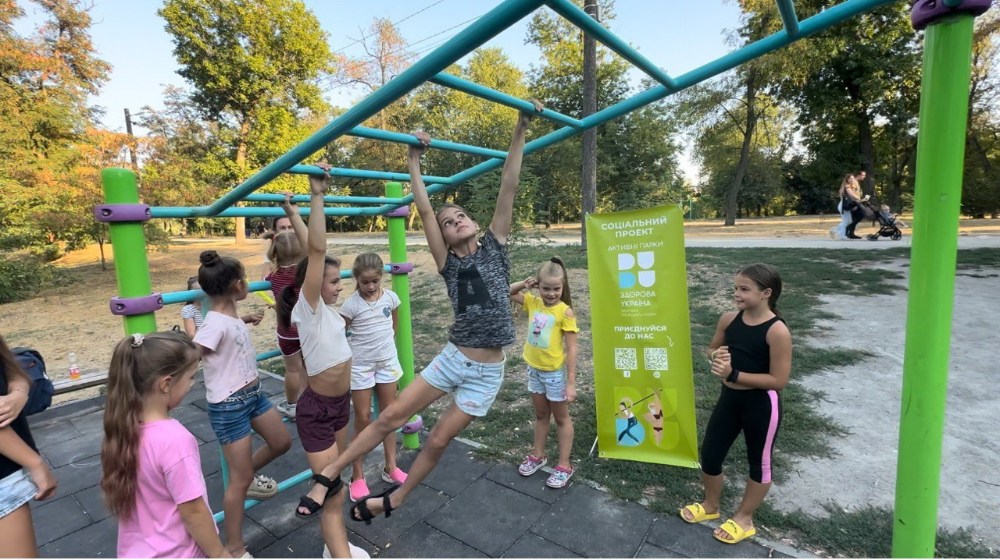 СОЦІАЛЬНИЙ
ПРОЕКТ
АКТИВНІ ПАРКИ
ЗДОРОВА
УКРАЇНА
ПРИЄДНУЙСЯ
ДО НАС
A